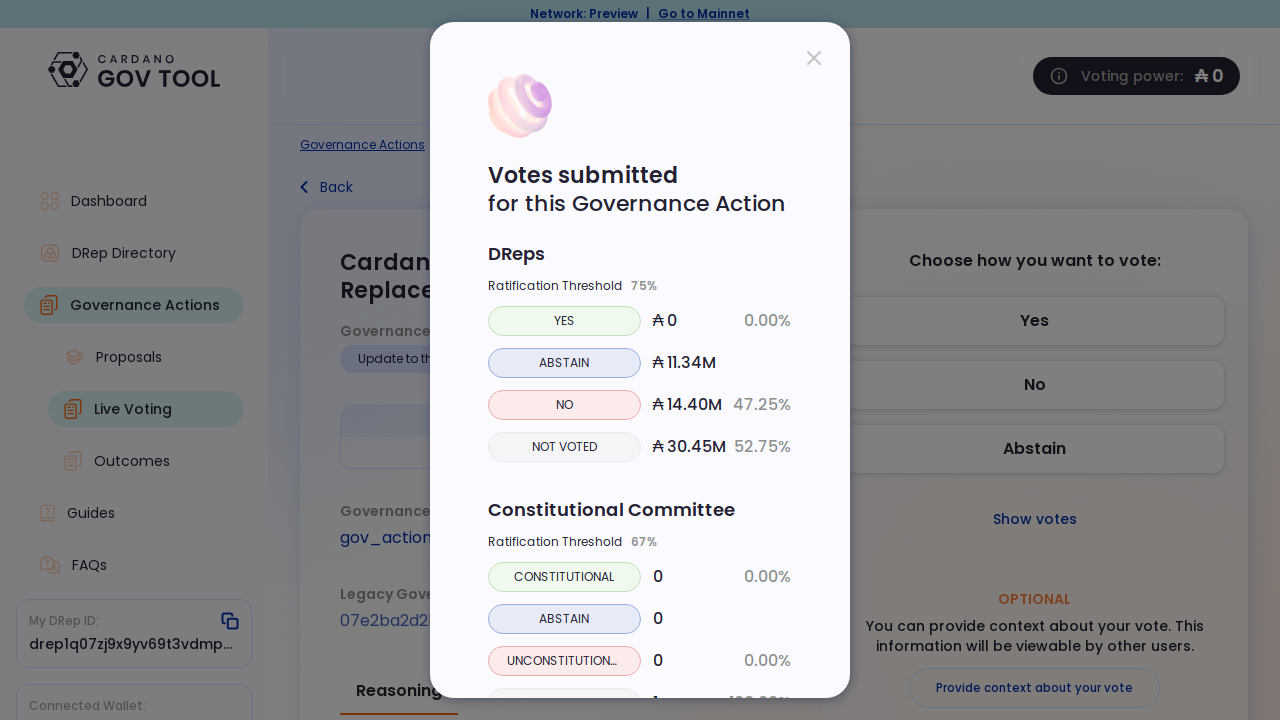 Network: Preview | Go to Mainnet
CARDANO
GOV TOOL
Voting power: ₳ 0
Governance Actions
Back
Dashboard
DRep Directory
Governance Actions
Proposals
Live Voting
Outcomes
Guides
FAQs
My DRep ID:
drep1q07zj9x9yv69t3vdmp...
Connected Wallet:
Votes submitted
for this Governance Action
DReps
Ratification Threshold 75%
YES ₳ 0 0.00%
ABSTAIN ₳ 11.34M
NO ₳ 14.40M 47.25%
NOT VOTED ₳ 30.45M 52.75%
Constitutional Committee
Ratification Threshold 67%
CONSTITUTIONAL 0 0.00%
ABSTAIN 0
UNCONSTITUTION... 0 0.00%
Replace
Governance
Update to th
Governance
gov_action
Legacy Gove
07e2ba2d2
Reasoning
Choose how you want to vote:
Yes
No
Abstain
Show votes
OPTIONAL
You can provide context about your vote. This
information will be viewable by other users.
Provide context about your vote